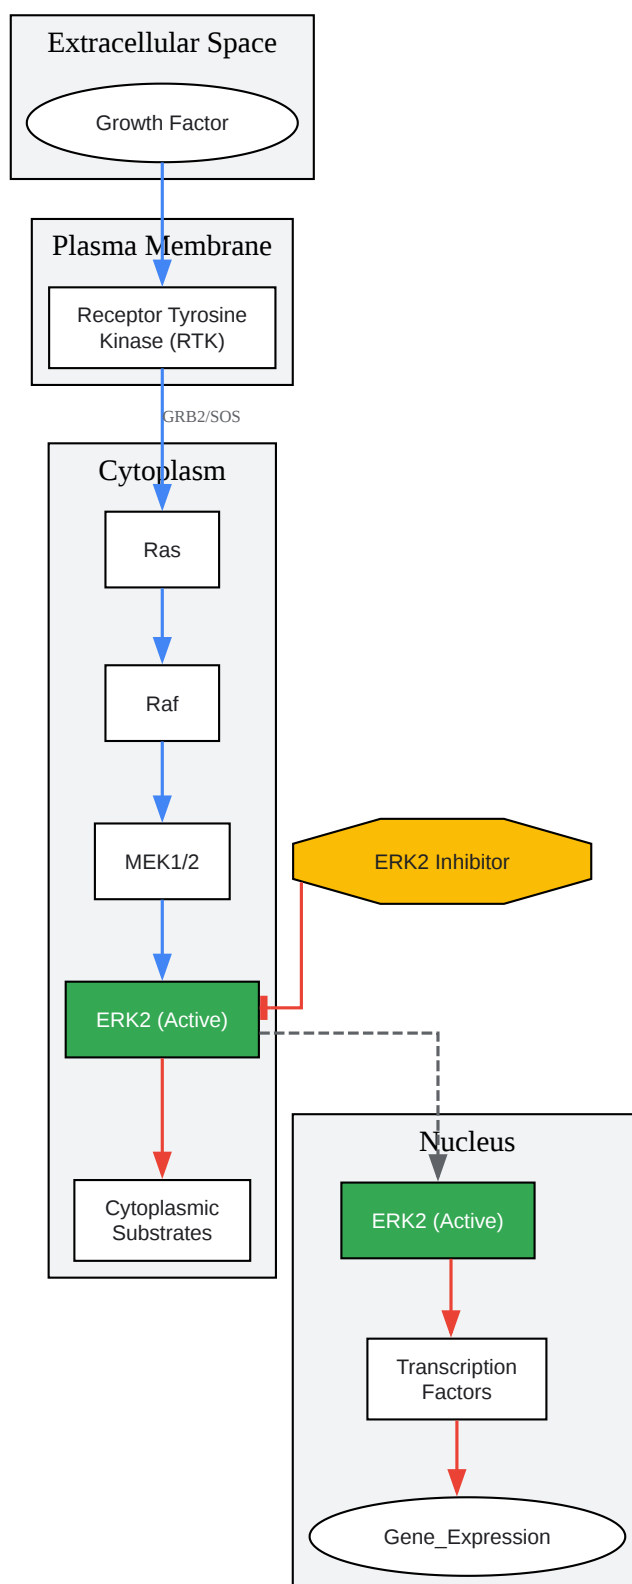 Extracellular Space
Growth Factor
Plasma Membrane
Receptor Tyrosine
Kinase (RTK)
GRB2/SOS
Cytoplasm
Ras
Raf
MEK1/2
ERK2 Inhibitor
ERK2 (Active)
Cytoplasmic
Substrates
Nucleus
ERK2 (Active)
Transcription
Factors
Gene_Expression